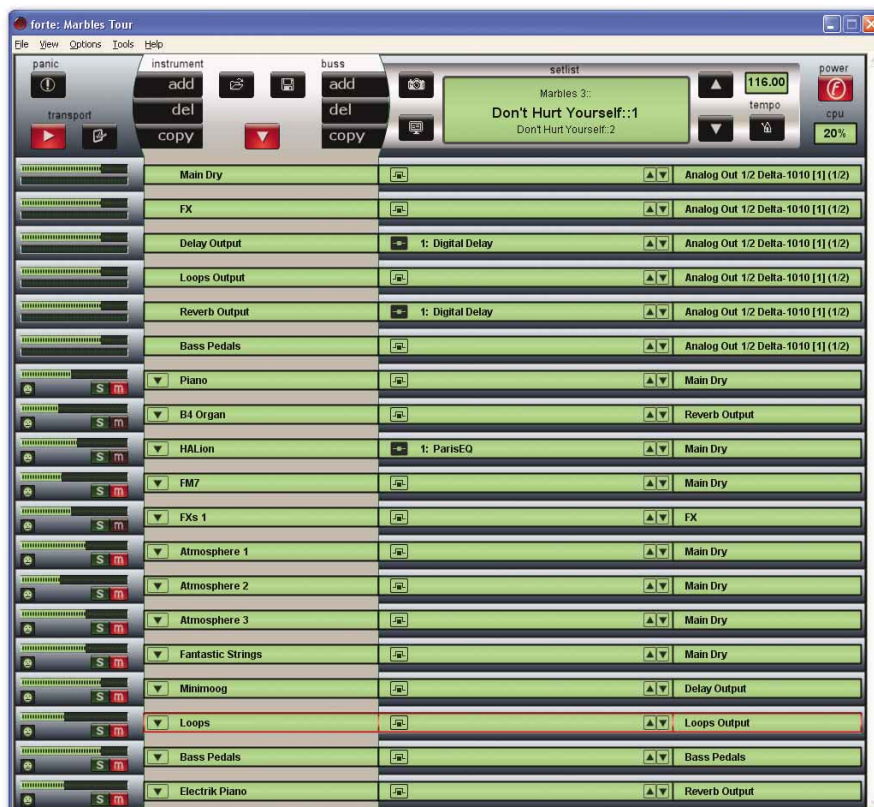 forte: Marbles Tour
File View Options Tools Help
panic instrument buss setlist power
add add Marbles 3:: 116.00
transport del del Don't Hurt Yourself::1 tempo cpu
copy copy Don't Hurt Yourself::2 20%
Main Dry Analog Out 1/2 Delta-1010 [1] (1/2)
FX Analog Out 1/2 Delta-1010 [1] (1/2)
Delay Output 1: Digital Delay Analog Out 1/2 Delta-1010 [1] (1/2)
Loops Output Analog Out 1/2 Delta-1010 [1] (1/2)
Reverb Output 1: Digital Delay Analog Out 1/2 Delta-1010 [1] (1/2)
Bass Pedals Analog Out 1/2 Delta-1010 [1] (1/2)
S m Piano Main Dry
S m B4 Organ Reverb Output
S m HALion 1: ParisEQ Main Dry
S m FM7 Main Dry
S m FXs 1 FX
S m Atmosphere 1 Main Dry
S m Atmosphere 2 Main Dry
S m Atmosphere 3 Main Dry
S m Fantastic Strings Main Dry
S m Minimoog Delay Output
S m Loops Loops Output
S m Bass Pedals Bass Pedals
S m Electrik Piano Reverb Output